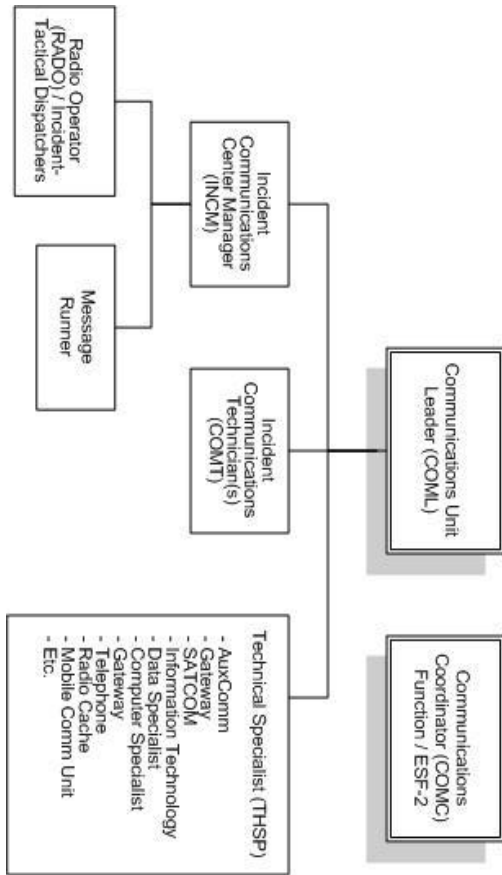 Communications Unit
Leader (COML)
Communications
Coordinator (COMC)
Function / ESF-2
Incident
Communications
Center Manager
(INCM)
Incident
Communications
Technician(s)
(COMT)
Technical Specialist (THSP)
- AuxComm
- Gateway
- SATCOM
- Information Technology
- Data Specialist
- Computer Specialist
- Gateway
- Telephone
- Radio Cache
- Mobile Comm Unit
- Etc.
Radio Operator
(RADO) / Incident-
Tactical Dispatchers
Message
Runner